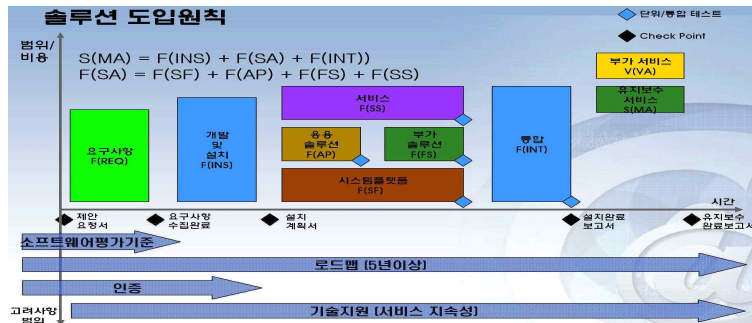 솔루션 도입원칙
단위/통합 테스트
Check Point
범위/
비용
S(MA) = F(INS) + F(SA) + F(INT))
F(SA) = F(SF) + F(AP) + F(FS) + F(SS)
부가 서비스
V(VA)
유지보수
서비스
S(MA)
서비스
F(SS)
요구사항
F(REQ)
개발
및
설치
F(INS)
응용
솔루션
F(AP)
부가
솔루션
F(FS)
통합
F(INT)
시스템플랫폼
F(SF)
시간
제안
요청서
요구사항
수집완료
설치
계획서
설치완료
보고서
유지보수
완료보고서
소프트웨어평가기준
로드맵 (5년이상)
인증
고려사항
범위
기술지원 (서비스 지속성)